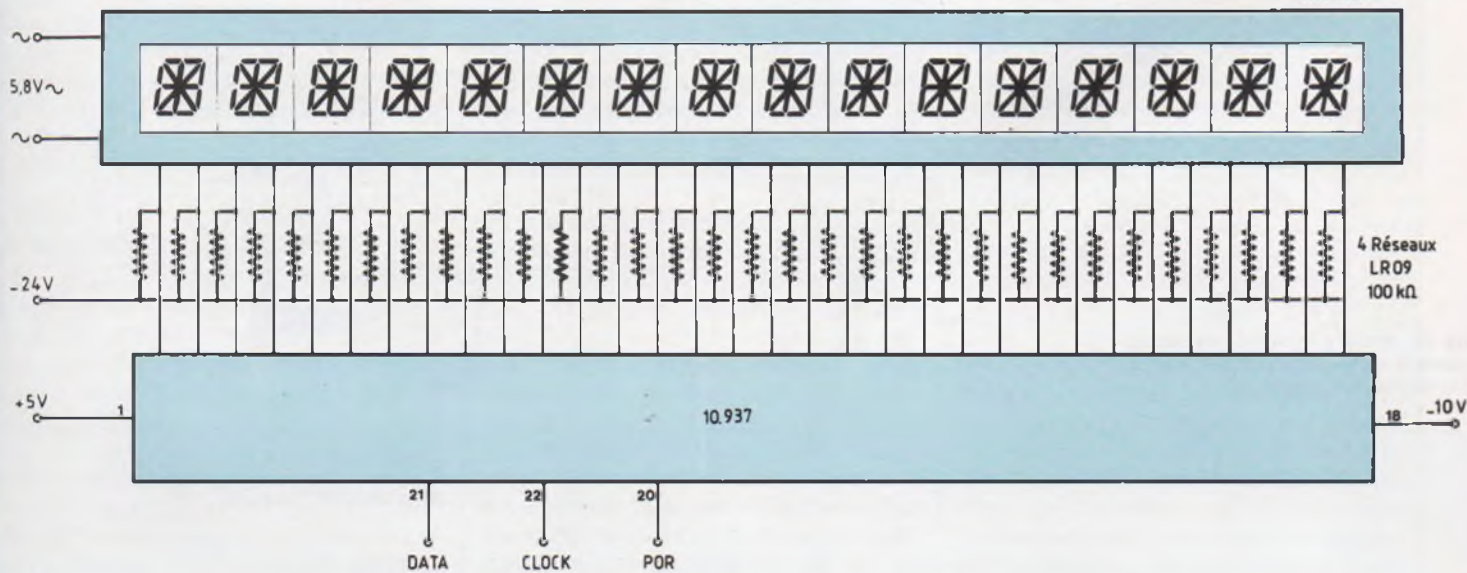 5,8V~
4 Réseaux
LR09
100 kΩ
-24V
+5V
1
10.937
18
-10V
21
22
20
DATA
CLOCK
POR